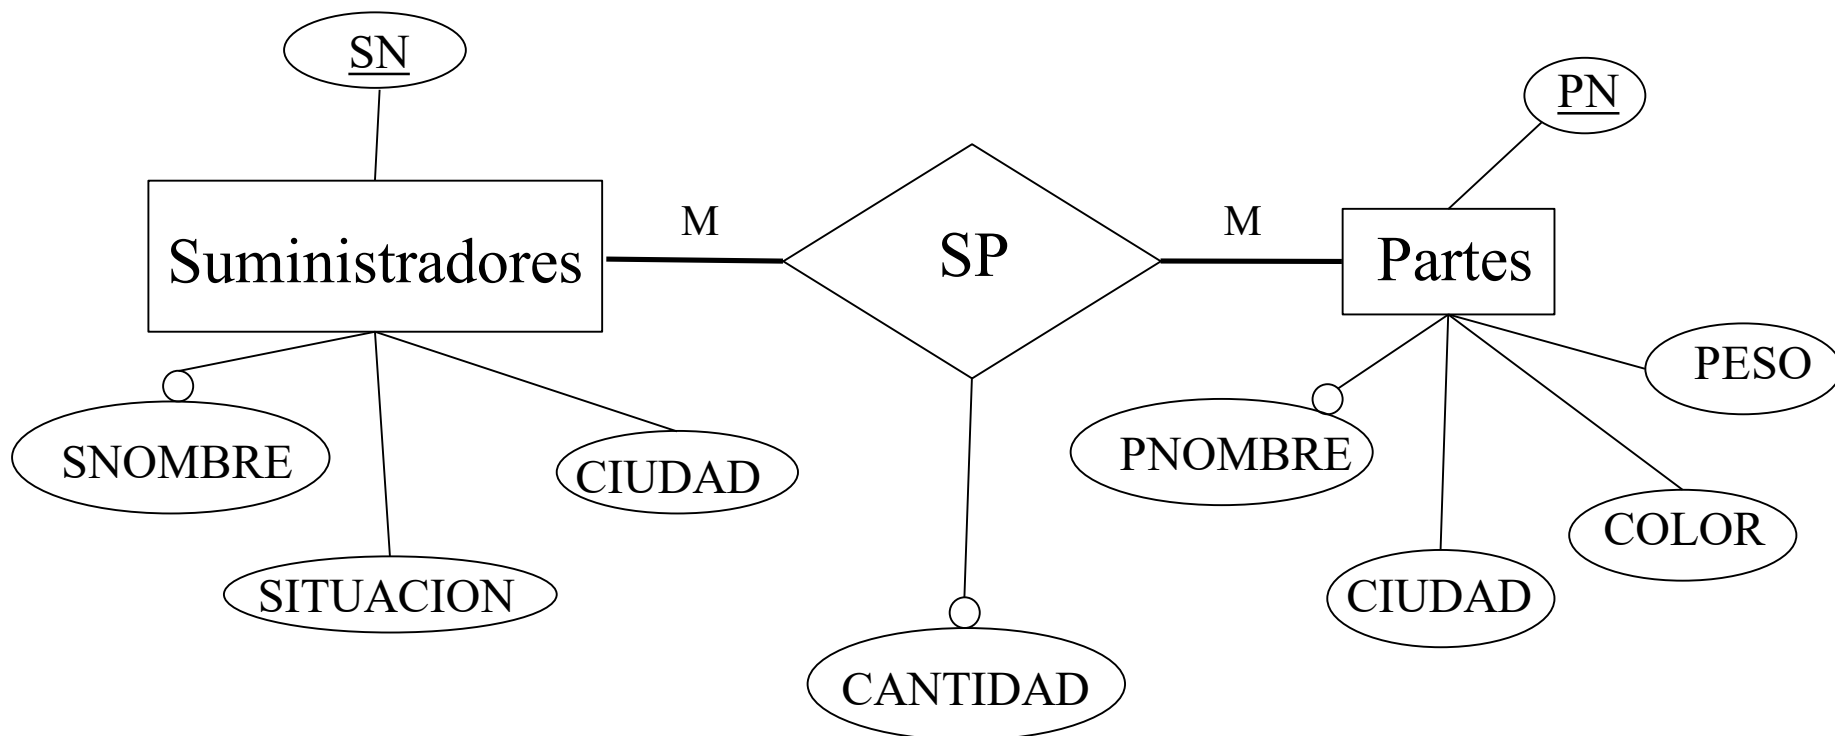 SN
PN
M
M
Suministradores
SP
Partes
PESO
SNOMBRE
CIUDAD
PNOMBRE
COLOR
SITUACION
CIUDAD
CANTIDAD